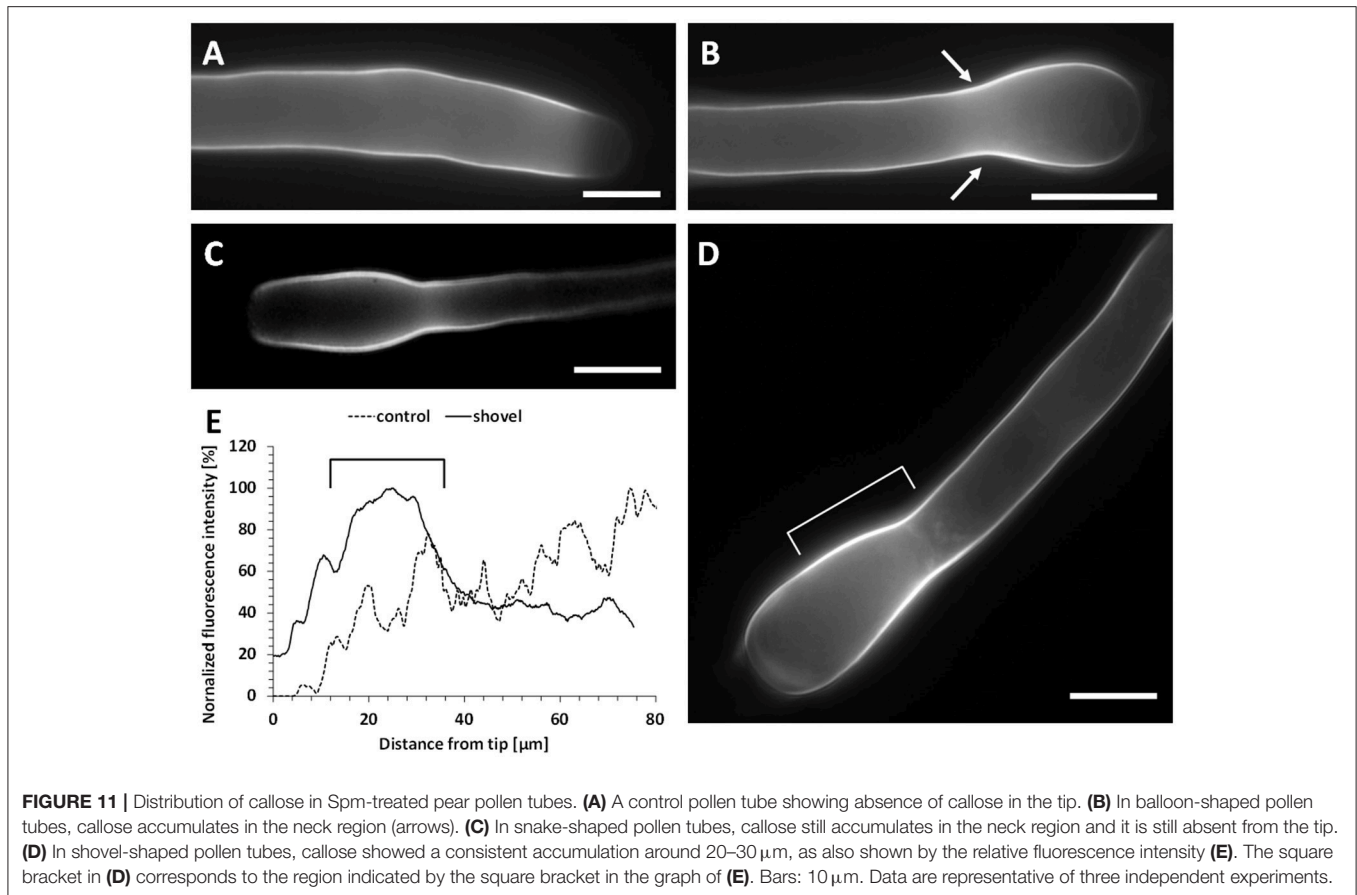 A
B
C
D
E
control shovel
Normalized fluorescence intensity [%]
120
100
80
60
40
20
0
0 20 40 60 80
Distance from tip [µm]
FIGURE 11 | Distribution of callose in Spm-treated pear pollen tubes. (A) A control pollen tube showing absence of callose in the tip. (B) In balloon-shaped pollen
tubes, callose accumulates in the neck region (arrows). (C) In snake-shaped pollen tubes, callose still accumulates in the neck region and it is still absent from the tip.
(D) In shovel-shaped pollen tubes, callose showed a consistent accumulation around 20–30 µm, as also shown by the relative fluorescence intensity (E). The square
bracket in (D) corresponds to the region indicated by the square bracket in the graph of (E). Bars: 10 µm. Data are representative of three independent experiments.